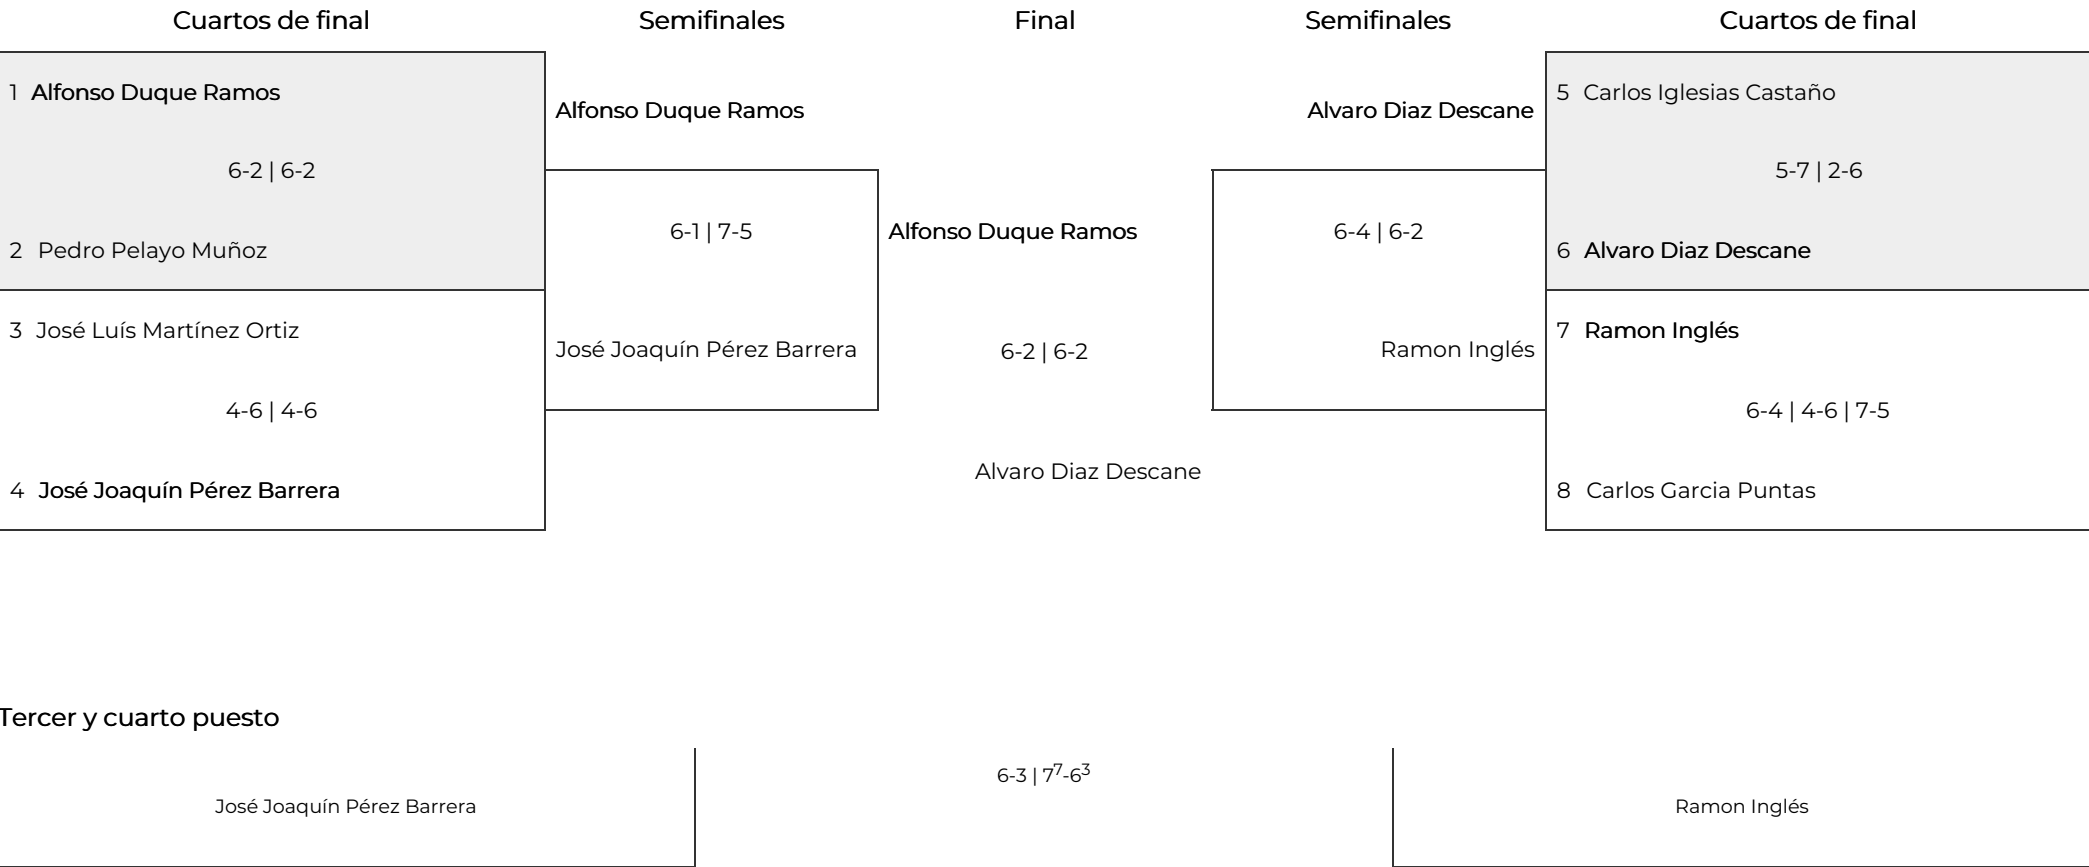 Cuartos de final
Semifinales
Final
Semifinales
Cuartos de final
1 Alfonso Duque Ramos
6-2 | 6-2
2 Pedro Pelayo Muñoz
3 José Luís Martínez Ortiz
4-6 | 4-6
4 José Joaquín Pérez Barrera
Alfonso Duque Ramos
6-1 | 7-5
José Joaquín Pérez Barrera
Alfonso Duque Ramos
6-2 | 6-2
Alvaro Diaz Descane
Alvaro Diaz Descane
6-4 | 6-2
Ramon Inglés
5 Carlos Iglesias Castaño
5-7 | 2-6
6 Alvaro Diaz Descane
7 Ramon Inglés
6-4 | 4-6 | 7-5
8 Carlos Garcia Puntas
Tercer y cuarto puesto
José Joaquín Pérez Barrera
6-3 | 7⁷-6³
Ramon Inglés